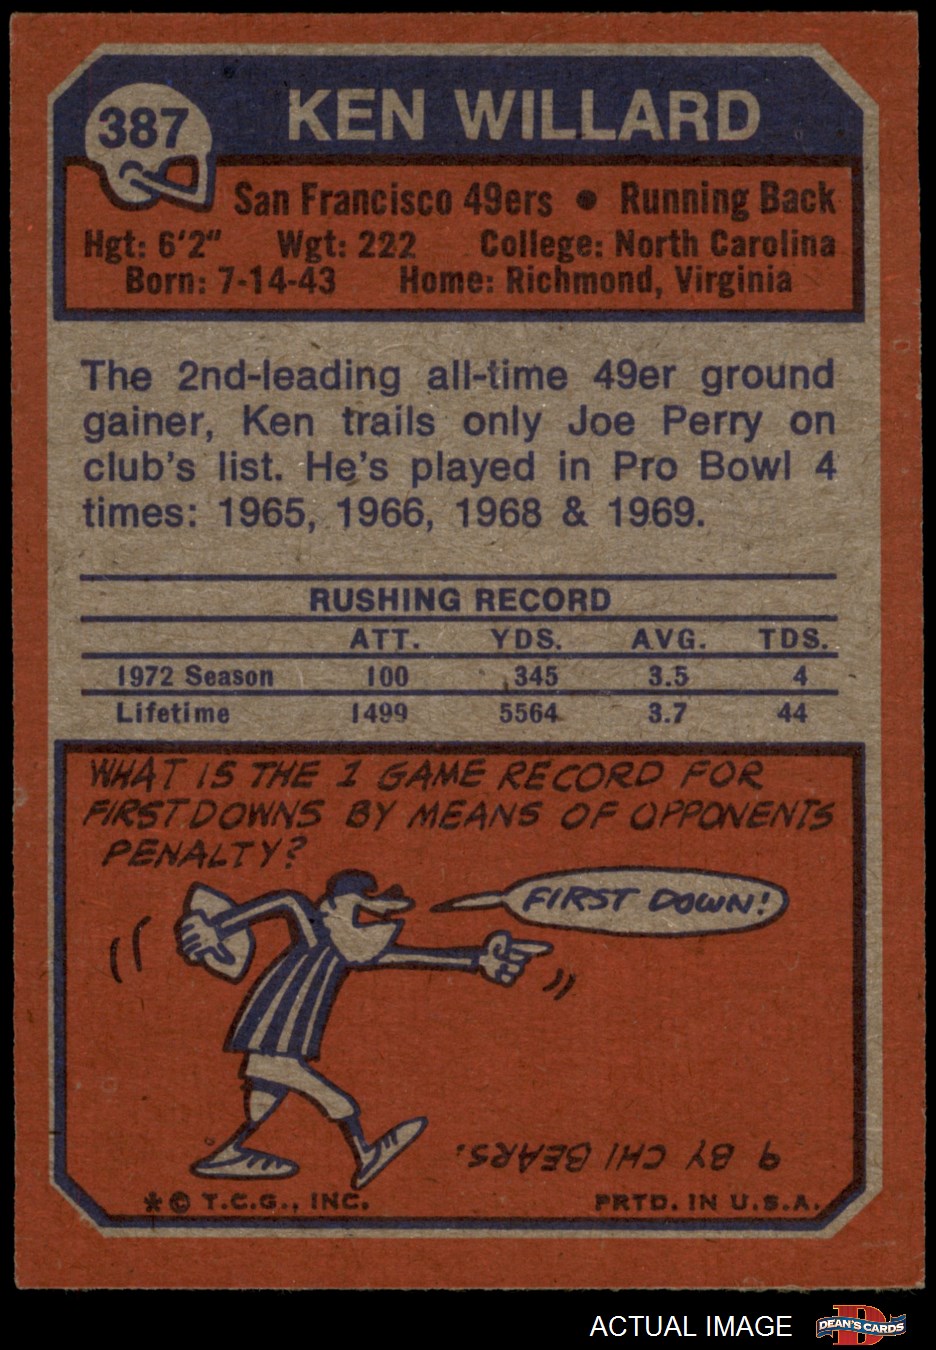 387
KEN WILLARD
San Francisco 49ers • Running Back
Hgt: 6'2" Wgt: 222 College: North Carolina
Born: 7-14-43 Home: Richmond, Virginia
The 2nd-leading all-time 49er ground
gainer, Ken trails only Joe Perry on
club's list. He's played in Pro Bowl 4
times: 1965, 1966, 1968 & 1969.
RUSHING RECORD
ATT. YDS. AVG. TDS.
1972 Season 100 345 3.5 4
Lifetime 1499 5564 3.7 44
WHAT IS THE 1 GAME RECORD FOR
FIRST DOWNS BY MEANS OF OPPONENTS
PENALTY?
FIRST DOWN!
9 BY CHI BEARS.
* © T.C.G., INC. PRTD. IN U.S.A.
ACTUAL IMAGE
DEAN'S CARDS